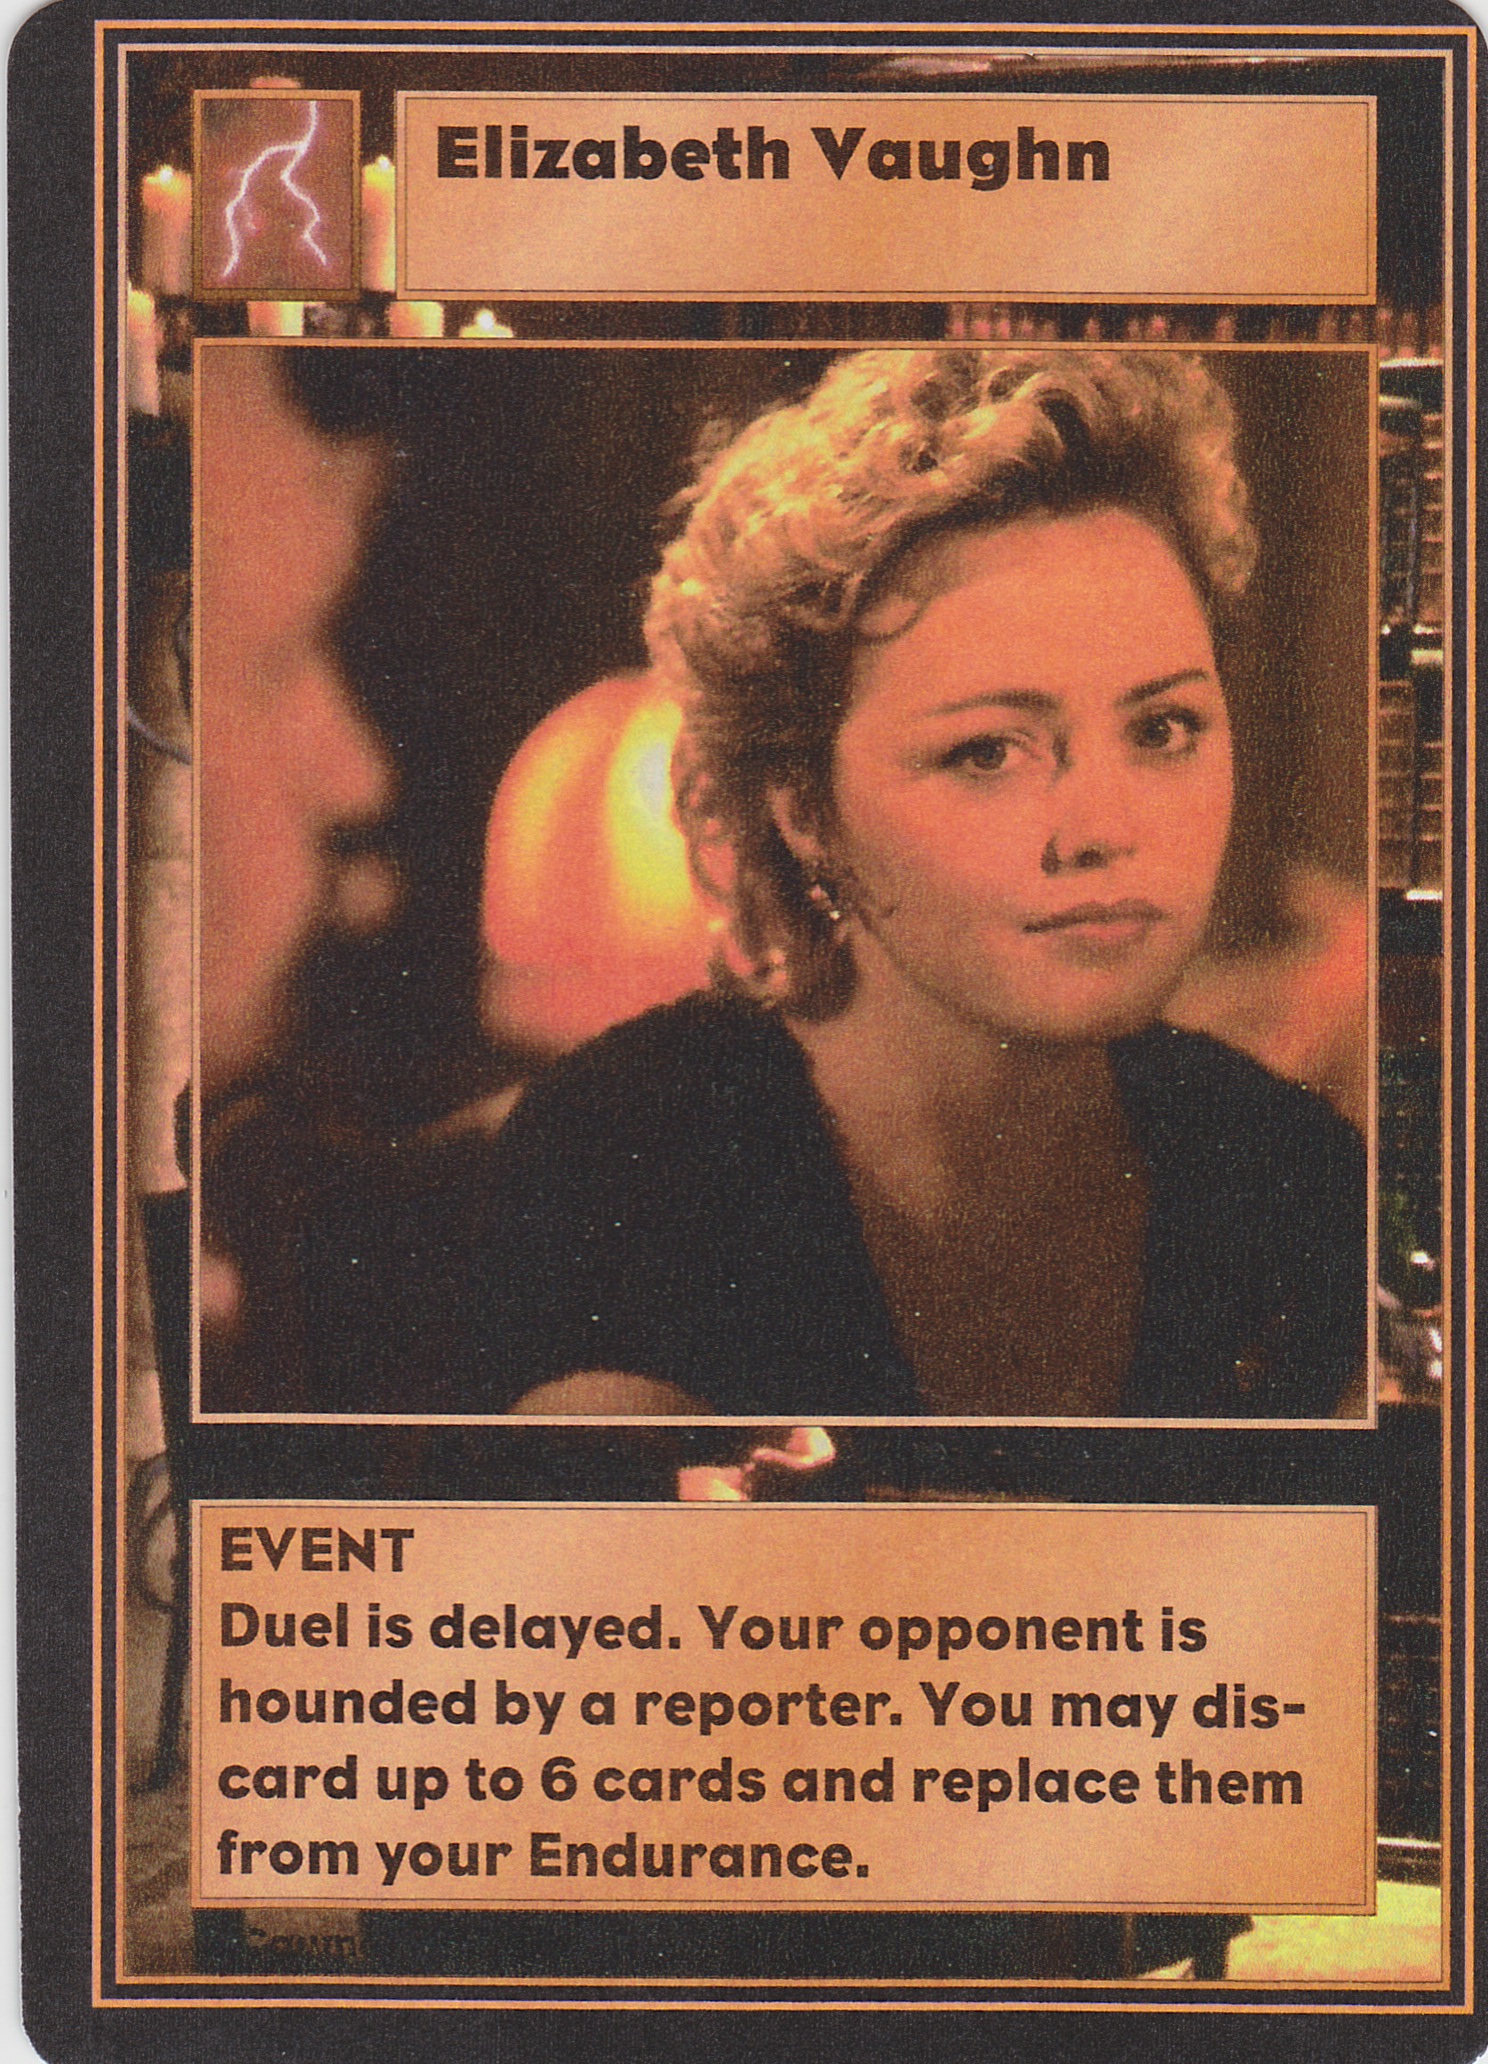 Elizabeth Vaughn
EVENT
Duel is delayed. Your opponent is
hounded by a reporter. You may dis-
card up to 6 cards and replace them
from your Endurance.